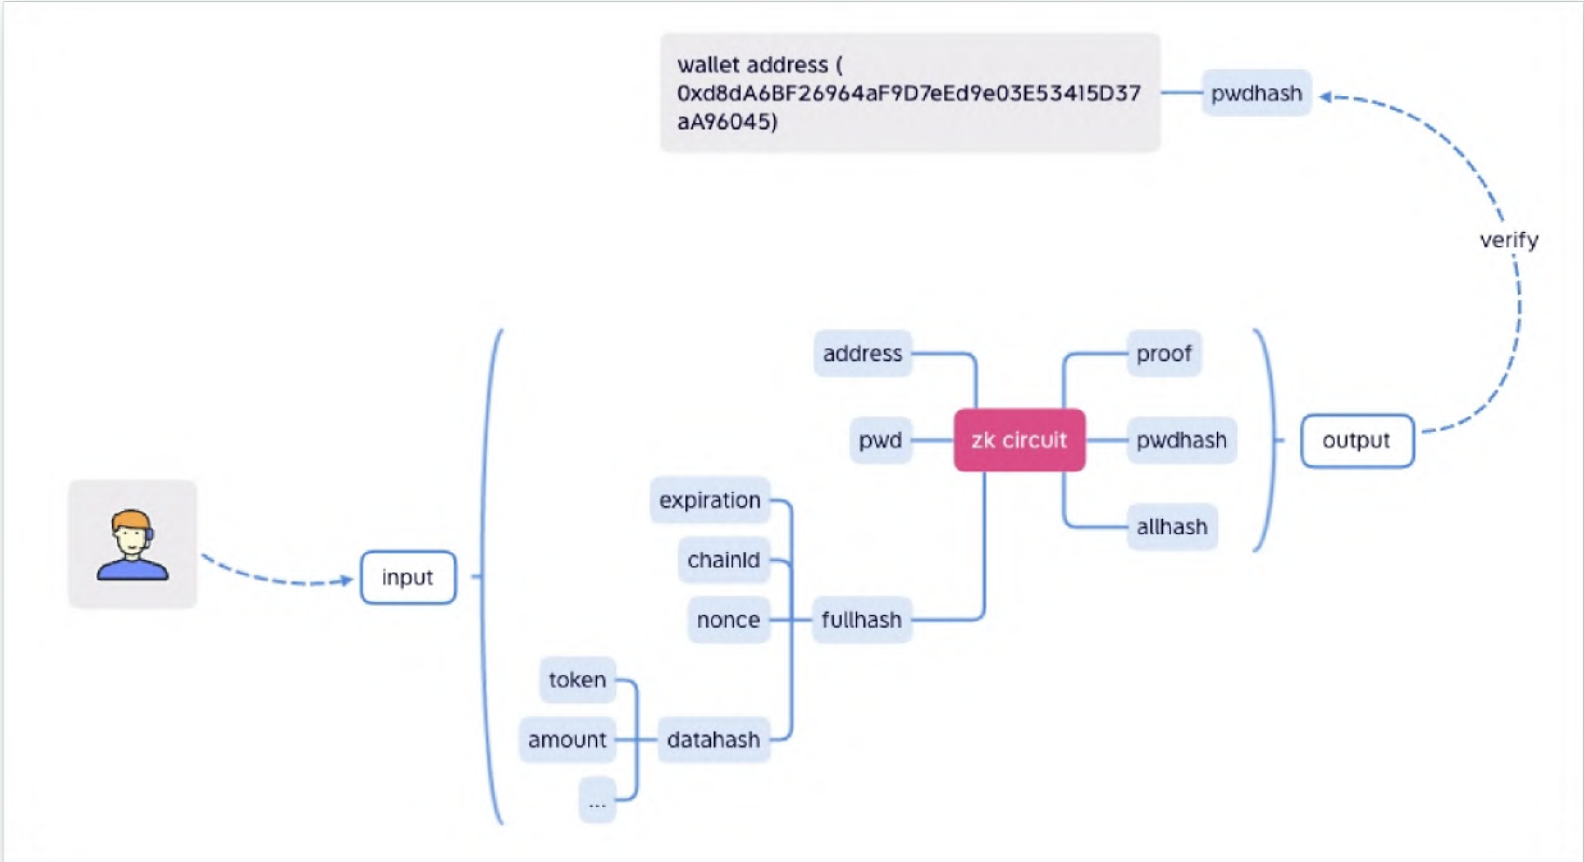 wallet address (
0xd8dA6BF26964aF9D7eEd9e03E53415D37
aA96045)
pwdhash
verify
address
proof
pwd
zk circuit
pwdhash
output
expiration
allhash
chainId
input
nonce
fullhash
token
amount
datahash
...